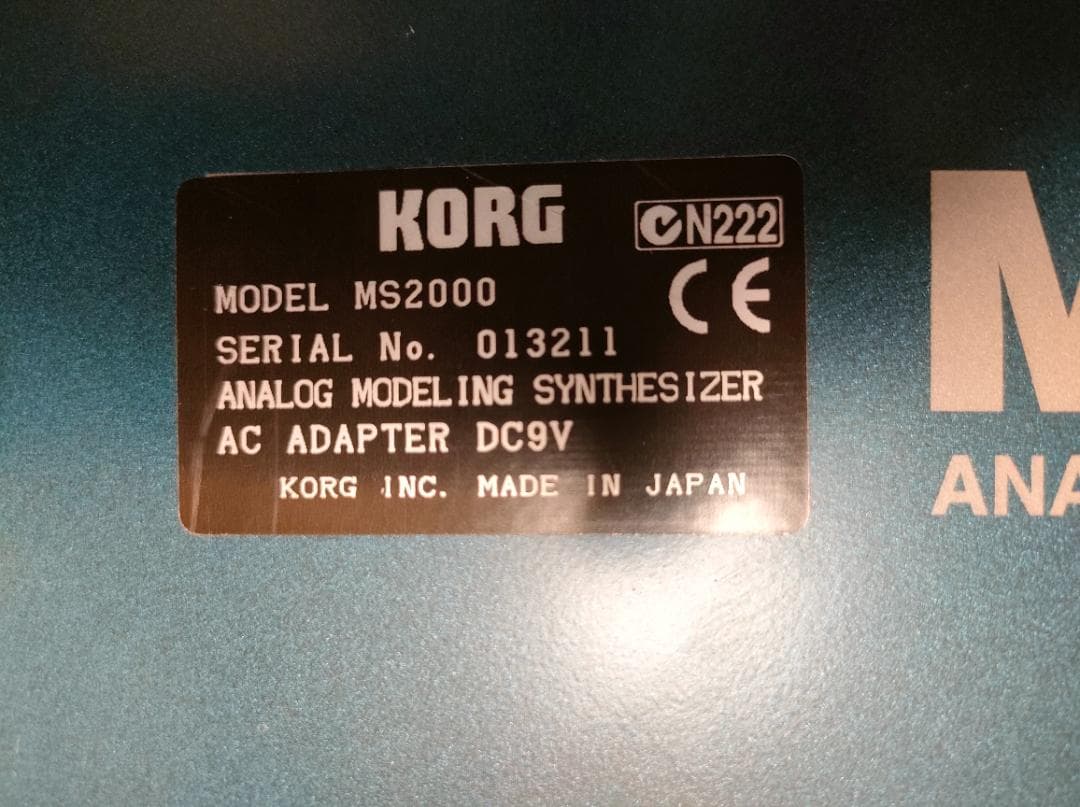 KORG
N222
CE
MODEL MS2000
SERIAL No. 013211
ANALOG MODELING SYNTHESIZER
AC ADAPTER DC9V
KORG INC. MADE IN JAPAN
M
ANA